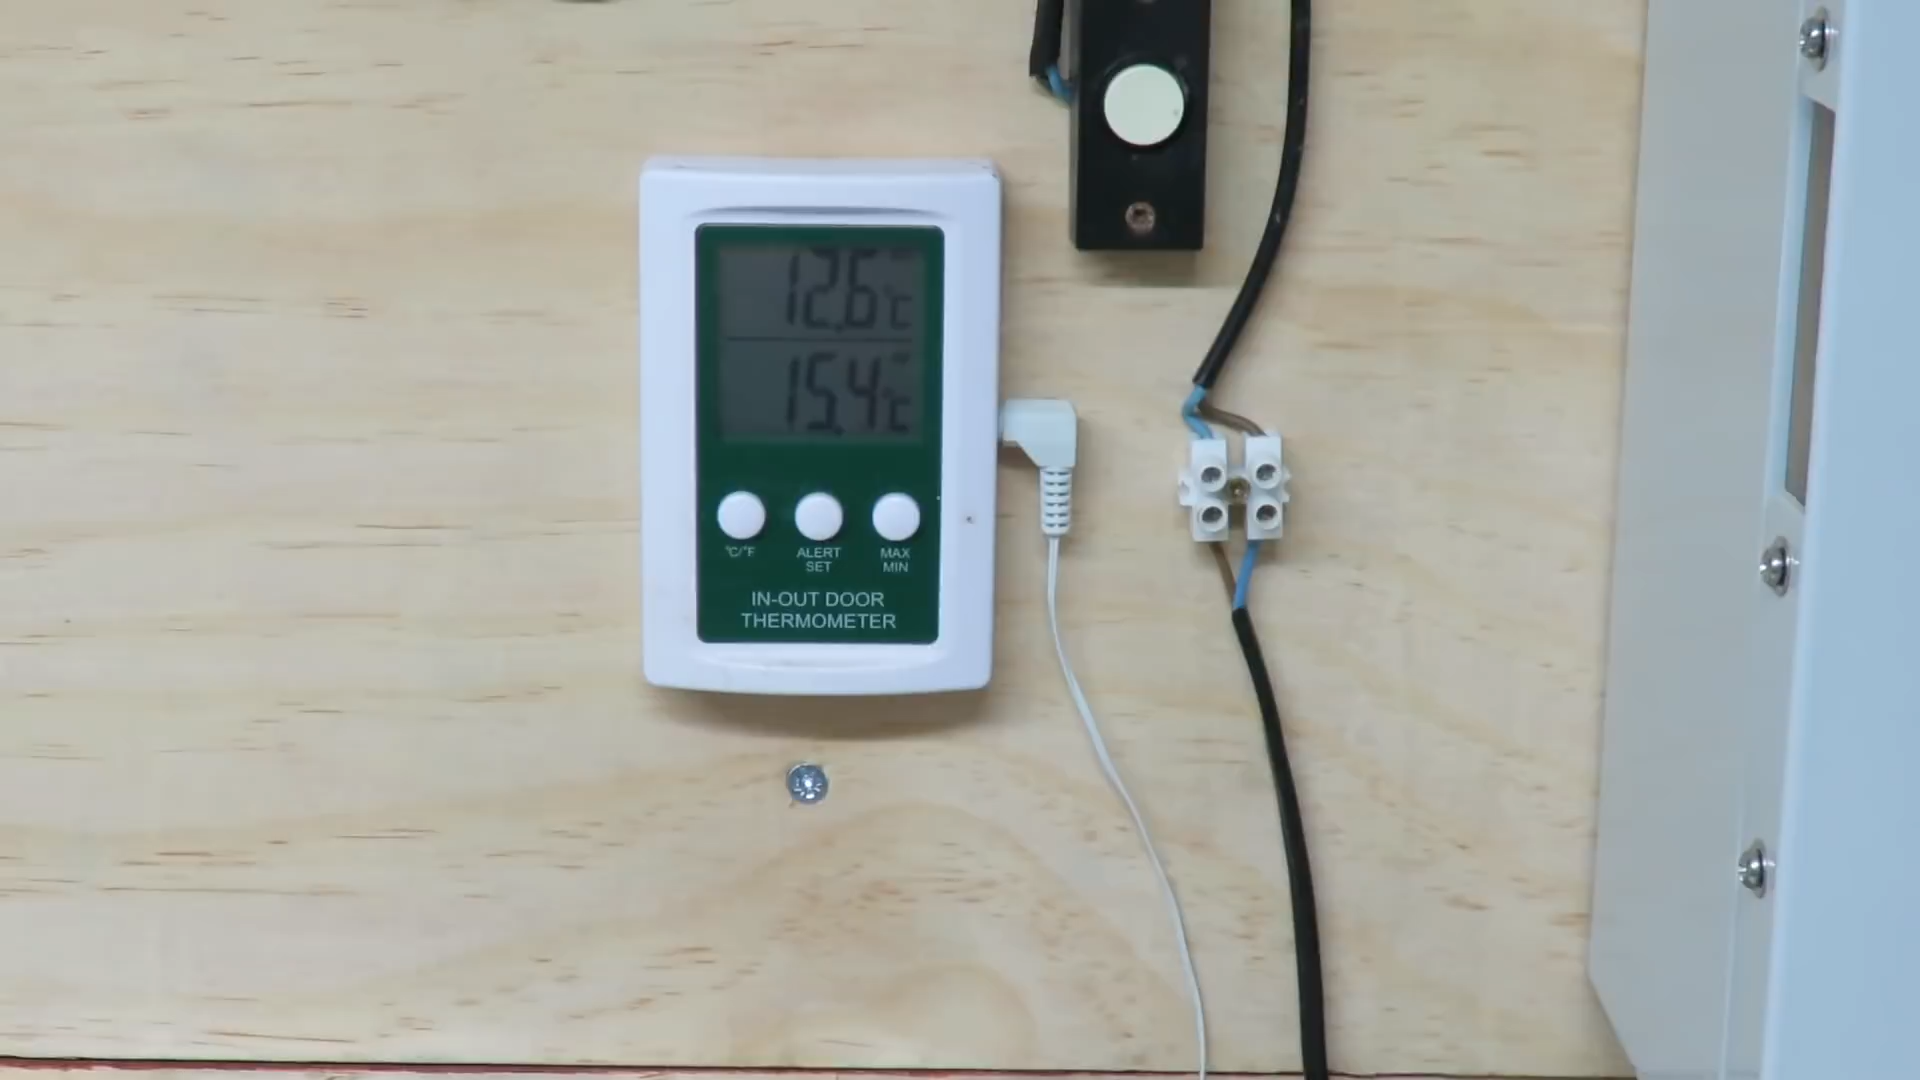 12.6°C
15.4°C
°C/°F
ALERT
SET
MAX
MIN
IN-OUT DOOR
THERMOMETER